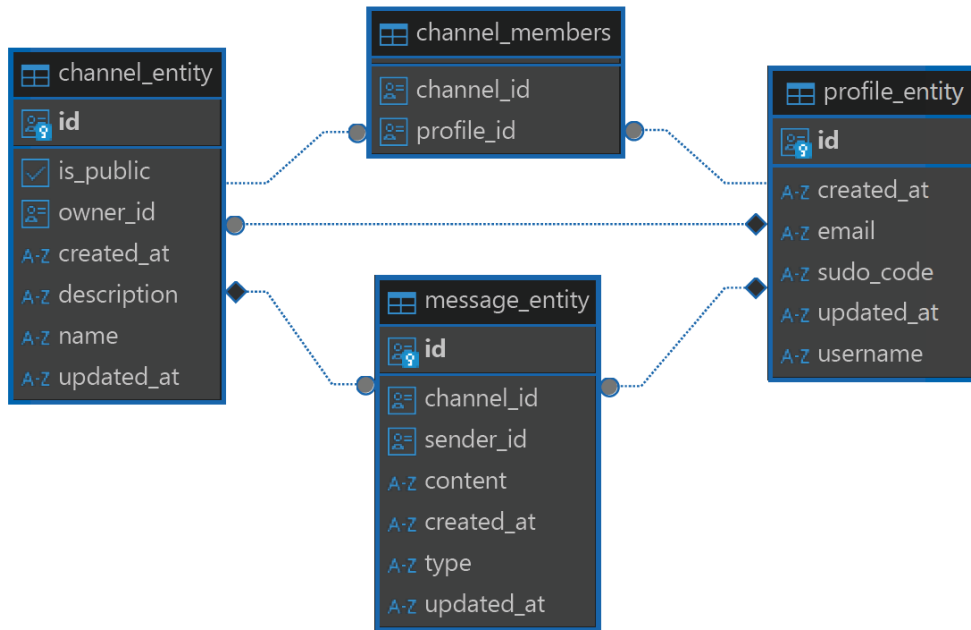 channel_entity
id
is_public
owner_id
A-Z created_at
A-Z description
A-Z name
A-Z updated_at
channel_members
channel_id
profile_id
profile_entity
id
A-Z created_at
A-Z email
A-Z sudo_code
A-Z updated_at
A-Z username
message_entity
id
channel_id
sender_id
A-Z content
A-Z created_at
A-Z type
A-Z updated_at